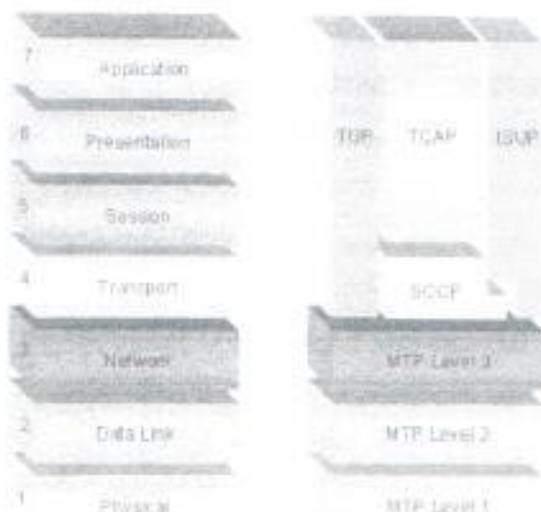 7 Application
6 Presentation
5 Session
4 Transport
3 Network
2 Data Link
1 Physical
TUP TCAP ISUP
SCCP
MTP Level 3
MTP Level 2
MTP Level 1